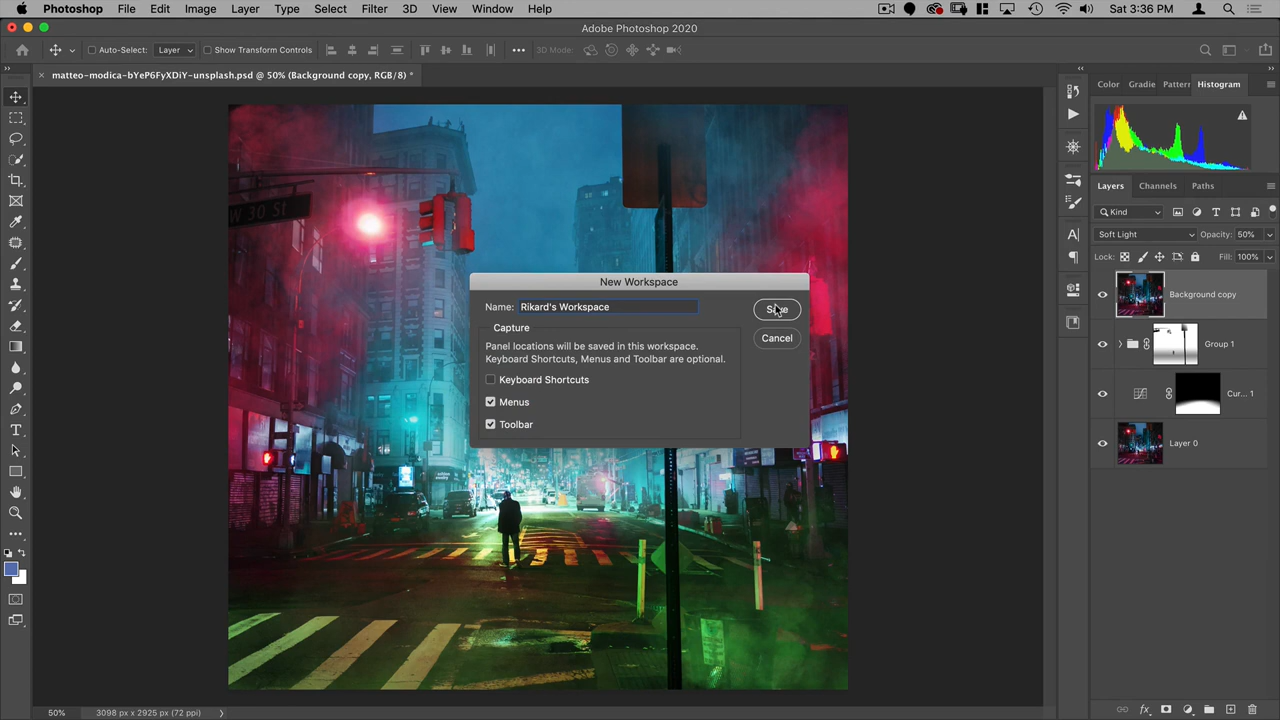 Photoshop File Edit Image Layer Type Select Filter 3D View Window Help Sat 3:36 PM
Adobe Photoshop 2020
Auto-Select: Layer Show Transform Controls ••• 3D Mode:
× matteo-modica-bYeP6FyXDiY-unsplash.psd @ 50% (Background copy, RGB/8) *
Color Gradie Pattern Histogram
Layers Channels Paths
Kind
Soft Light Opacity: 50%
Lock: Fill: 100%
Background copy
Group 1
Cur... 1
Layer 0
W 30 St
New Workspace
Name: Rikard's Workspace
Save
Capture
Cancel
Panel locations will be saved in this workspace.
Keyboard Shortcuts, Menus and Toolbar are optional.
Keyboard Shortcuts
Menus
Toolbar
50% 3098 px x 2925 px (72 ppi)